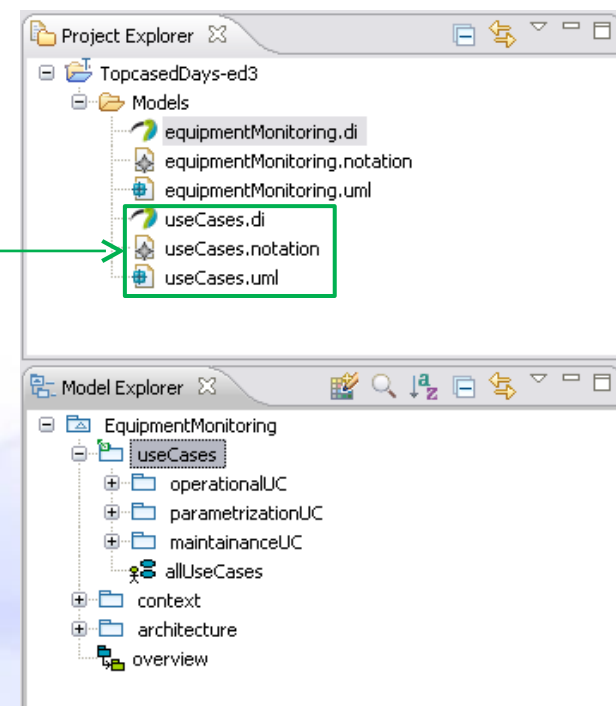 Project Explorer
TopcasedDays-ed3
Models
equipmentMonitoring.di
equipmentMonitoring.notation
equipmentMonitoring.uml
useCases.di
useCases.notation
useCases.uml
Model Explorer
EquipmentMonitoring
useCases
operationalUC
parametrizationUC
maintainanceUC
allUseCases
context
architecture
overview